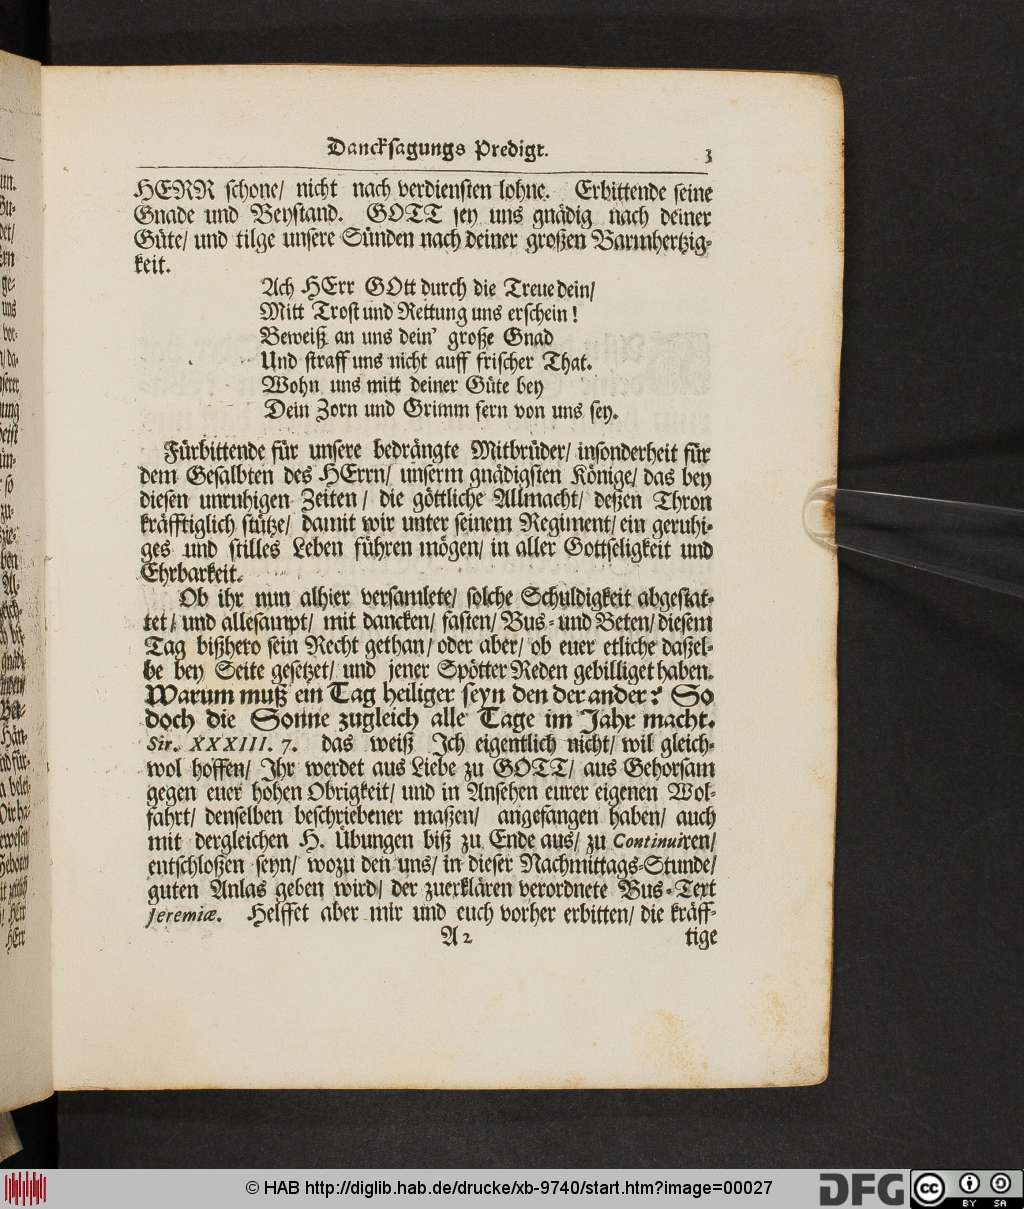 Dancksagungs Predigt. 3
HERR schone/ nicht nach verdiensten lohne. Erbittende seine
Gnade und Beystand. GOTT sey uns gnädig nach deiner
Güte/ und tilge unsere Sünden nach deiner großen Barmhertzig-
keit.
Ach HErr GOtt durch die Treue dein/
Mitt Trost und Rettung uns erschein!
Beweiß an uns dein' große Gnad
Und straff uns nicht auff frischer That.
Wohn uns mitt deiner Güte bey
Dein Zorn und Grimm fern von uns sey.
Fürbittende für unsere bedrängte Mitbrüder/ insonderheit für
dem Gesalbten des HErrn/ unserm gnädigsten Könige/ das bey
diesen unruhigen Zeiten/ die göttliche Allmacht/ deßen Thron
kräfftiglich stütze/ damit wir unter seinem Regiment/ ein geruhi-
ges und stilles Leben führen mögen/ in aller Gottseligkeit und
Ehrbarkeit.
Ob ihr nun alhier versamlete/ solche Schuldigkeit abgestat-
tet/ und allesampt/ mit dancken/ fasten/ Bus- und Beten/ diesem
Tag bißhero sein Recht gethan/ oder aber/ ob euer etliche daßel-
be bey Seite gesetzet/ und jener Spötter Reden gebilliget haben.
Warum muß ein Tag heiliger seyn den der ander? So
doch die Sonne zugleich alle Tage im Jahr macht.
Sir. XXXIII. 7. das weiß Ich eigentlich nicht/ wil gleich-
wol hoffen/ Ihr werdet aus Liebe zu GOTT/ aus Gehorsam
gegen euer hohen Obrigkeit/ und in Ansehen eurer eigenen Wol-
fahrt/ denselben beschriebener maßen/ angefangen haben/ auch
mit dergleichen H. Übungen biß zu Ende aus/ zu Continuiren/
entschloßen seyn/ wozu den uns/ in dieser Nachmittags-Stunde/
guten Anlas geben wird/ der zuerklären verordnete Bus-Text
Jeremiæ. Helffet aber mir und euch vorher erbitten/ die kräff-
A 2 tige
© HAB http://diglib.hab.de/drucke/xb-9740/start.htm?image=00027
DFG cc BY SA